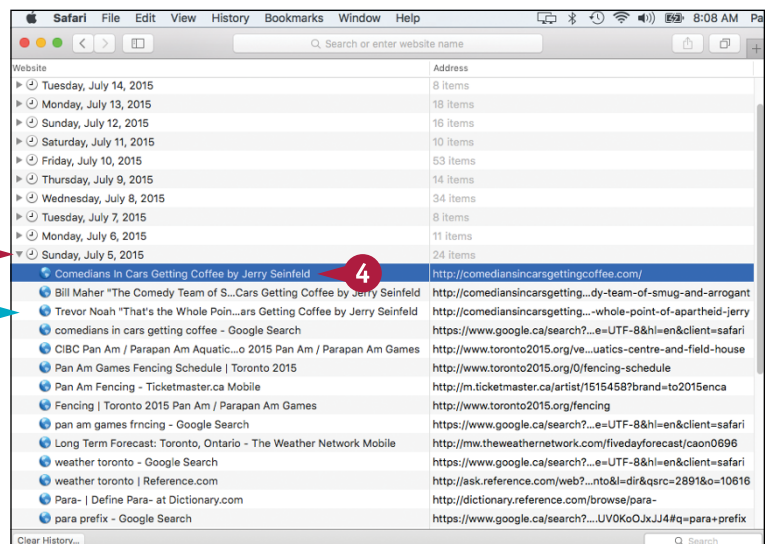 Safari File Edit View History Bookmarks Window Help 8:08 AM Pa
Search or enter website name
Website Address
Tuesday, July 14, 2015 8 items
Monday, July 13, 2015 18 items
Sunday, July 12, 2015 16 items
Saturday, July 11, 2015 10 items
Friday, July 10, 2015 53 items
Thursday, July 9, 2015 14 items
Wednesday, July 8, 2015 34 items
Tuesday, July 7, 2015 8 items
Monday, July 6, 2015 11 items
Sunday, July 5, 2015 24 items
Comedians In Cars Getting Coffee by Jerry Seinfeld 4 http://comediansincarsgettingcoffee.com/
Bill Maher "The Comedy Team of S...Cars Getting Coffee by Jerry Seinfeld http://comediansincarsgetting...dy-team-of-smug-and-arrogant
Trevor Noah "That's the Whole Poin...ars Getting Coffee by Jerry Seinfeld http://comediansincarsgetting...-whole-point-of-apartheid-jerry
comedians in cars getting coffee - Google Search https://www.google.ca/search?...e=UTF-8&hl=en&client=safari
CIBC Pan Am / Parapan Am Aquatic...o 2015 Pan Am / Parapan Am Games http://www.toronto2015.org/ve...uatics-centre-and-field-house
Pan Am Games Fencing Schedule | Toronto 2015 http://www.toronto2015.org/0/fencing-schedule
Pan Am Fencing - Ticketmaster.ca Mobile http://m.ticketmaster.ca/artist/1515458?brand=to2015enca
Fencing | Toronto 2015 Pan Am / Parapan Am Games http://www.toronto2015.org/fencing
pan am games frncing - Google Search https://www.google.ca/search?...e=UTF-8&hl=en&client=safari
Long Term Forecast: Toronto, Ontario - The Weather Network Mobile http://mw.theweathernetwork.com/fivedayforecast/caon0696
weather toronto - Google Search https://www.google.ca/search?...e=UTF-8&hl=en&client=safari
weather toronto | Reference.com http://ask.reference.com/web?...nto&l=dir&qsrc=2891&o=10616
Para- | Define Para- at Dictionary.com http://dictionary.reference.com/browse/para-
para prefix - Google Search https://www.google.ca/search?....UV0KoOJxJJ4#q=para+prefix
Clear History... Search